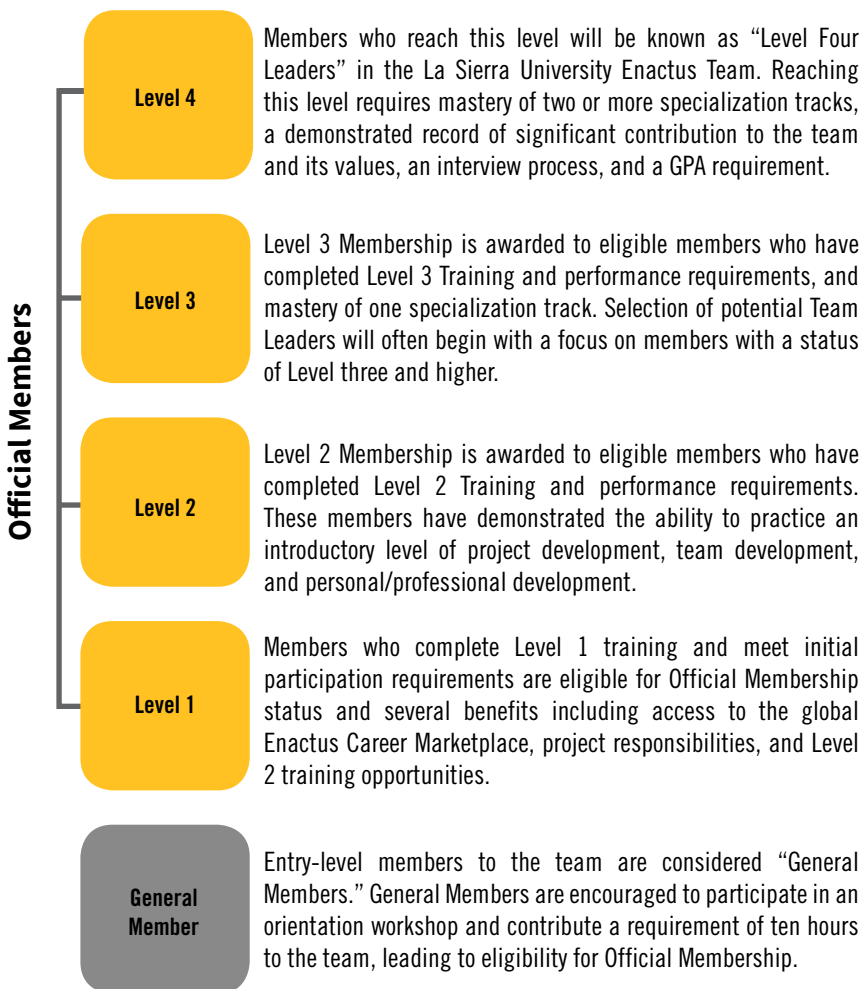 Official Members
Level 4
Members who reach this level will be known as “Level Four
Leaders” in the La Sierra University Enactus Team. Reaching
this level requires mastery of two or more specialization tracks,
a demonstrated record of significant contribution to the team
and its values, an interview process, and a GPA requirement.
Level 3
Level 3 Membership is awarded to eligible members who have
completed Level 3 Training and performance requirements, and
mastery of one specialization track. Selection of potential Team
Leaders will often begin with a focus on members with a status
of Level three and higher.
Level 2
Level 2 Membership is awarded to eligible members who have
completed Level 2 Training and performance requirements.
These members have demonstrated the ability to practice an
introductory level of project development, team development,
and personal/professional development.
Level 1
Members who complete Level 1 training and meet initial
participation requirements are eligible for Official Membership
status and several benefits including access to the global
Enactus Career Marketplace, project responsibilities, and Level
2 training opportunities.
General
Member
Entry-level members to the team are considered “General
Members.” General Members are encouraged to participate in an
orientation workshop and contribute a requirement of ten hours
to the team, leading to eligibility for Official Membership.